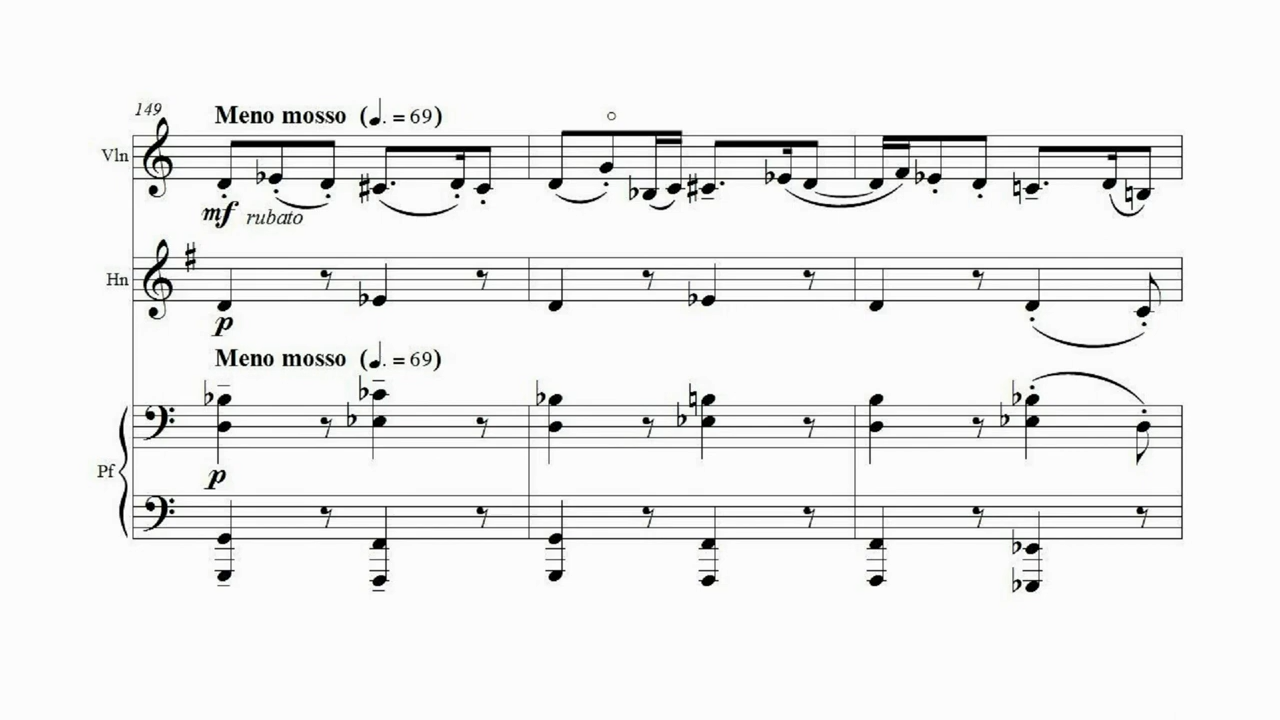 149
Meno mosso (♩. = 69)
Vln
mf rubato
Hn
p
Meno mosso (♩. = 69)
Pf
p